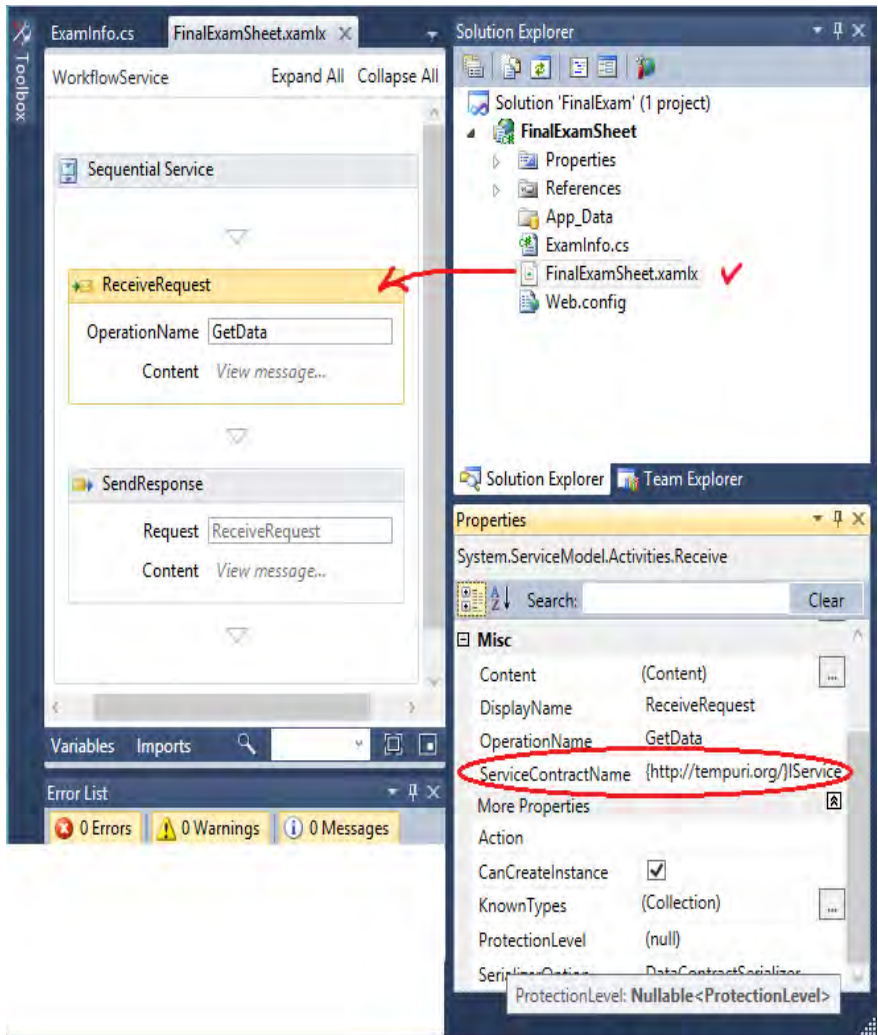 Toolbox
ExamInfo.cs FinalExamSheet.xamlx
WorkflowService Expand All Collapse All
Sequential Service
ReceiveRequest
OperationName GetData
Content View message...
SendResponse
Request ReceiveRequest
Content View message...
Variables Imports
Error List
0 Errors 0 Warnings 0 Messages
Solution Explorer
Solution 'FinalExam' (1 project)
FinalExamSheet
Properties
References
App_Data
ExamInfo.cs
FinalExamSheet.xamlx
Web.config
Solution Explorer Team Explorer
Properties
System.ServiceModel.Activities.Receive
Search: Clear
Misc
Content (Content) ...
DisplayName ReceiveRequest
OperationName GetData
ServiceContractName {http://tempuri.org/}IService
More Properties
Action
CanCreateInstance
KnownTypes (Collection) ...
ProtectionLevel (null)
SerializerOption DataContractSerializer
ProtectionLevel: Nullable<ProtectionLevel>